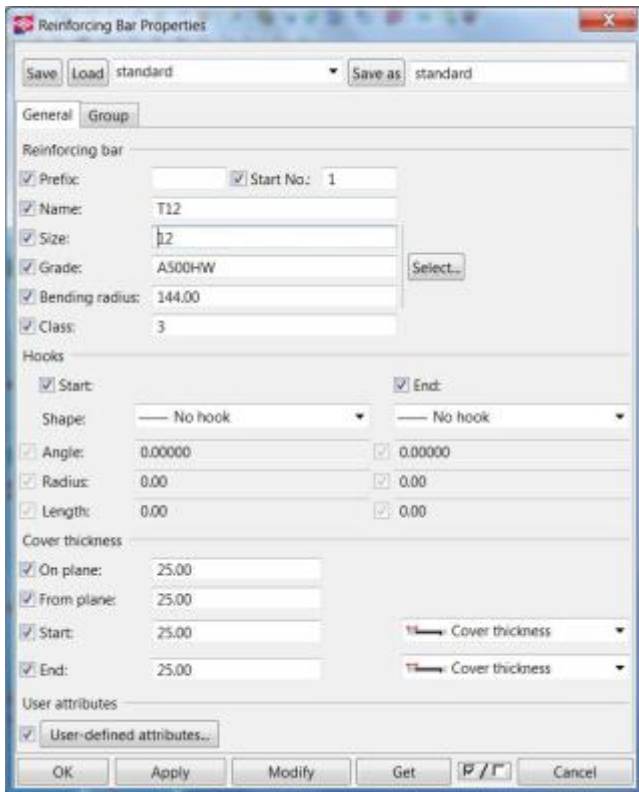 Reinforcing Bar Properties
Save Load standard Save as standard
General Group
Reinforcing bar
Prefix: Start No.: 1
Name: T12
Size: 12
Grade: A500HW Select...
Bending radius: 144.00
Class: 3
Hooks
Start: End:
Shape: No hook No hook
Angle: 0.00000 0.00000
Radius: 0.00 0.00
Length: 0.00 0.00
Cover thickness
On plane: 25.00
From plane: 25.00
Start: 25.00 Cover thickness
End: 25.00 Cover thickness
User attributes
User-defined attributes...
OK Apply Modify Get / Cancel